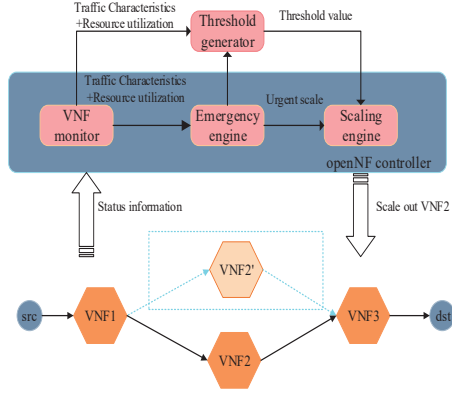 Traffic Characteristics
+Resource utilization
Threshold
generator
Threshold value
Traffic Characteristics
+Resource utilization
Urgent scale
VNF
monitor
Emergency
engine
Scaling
engine
openNF controller
Status information
Scale out VNF2
VNF2'
src
VNF1
VNF3
dst
VNF2